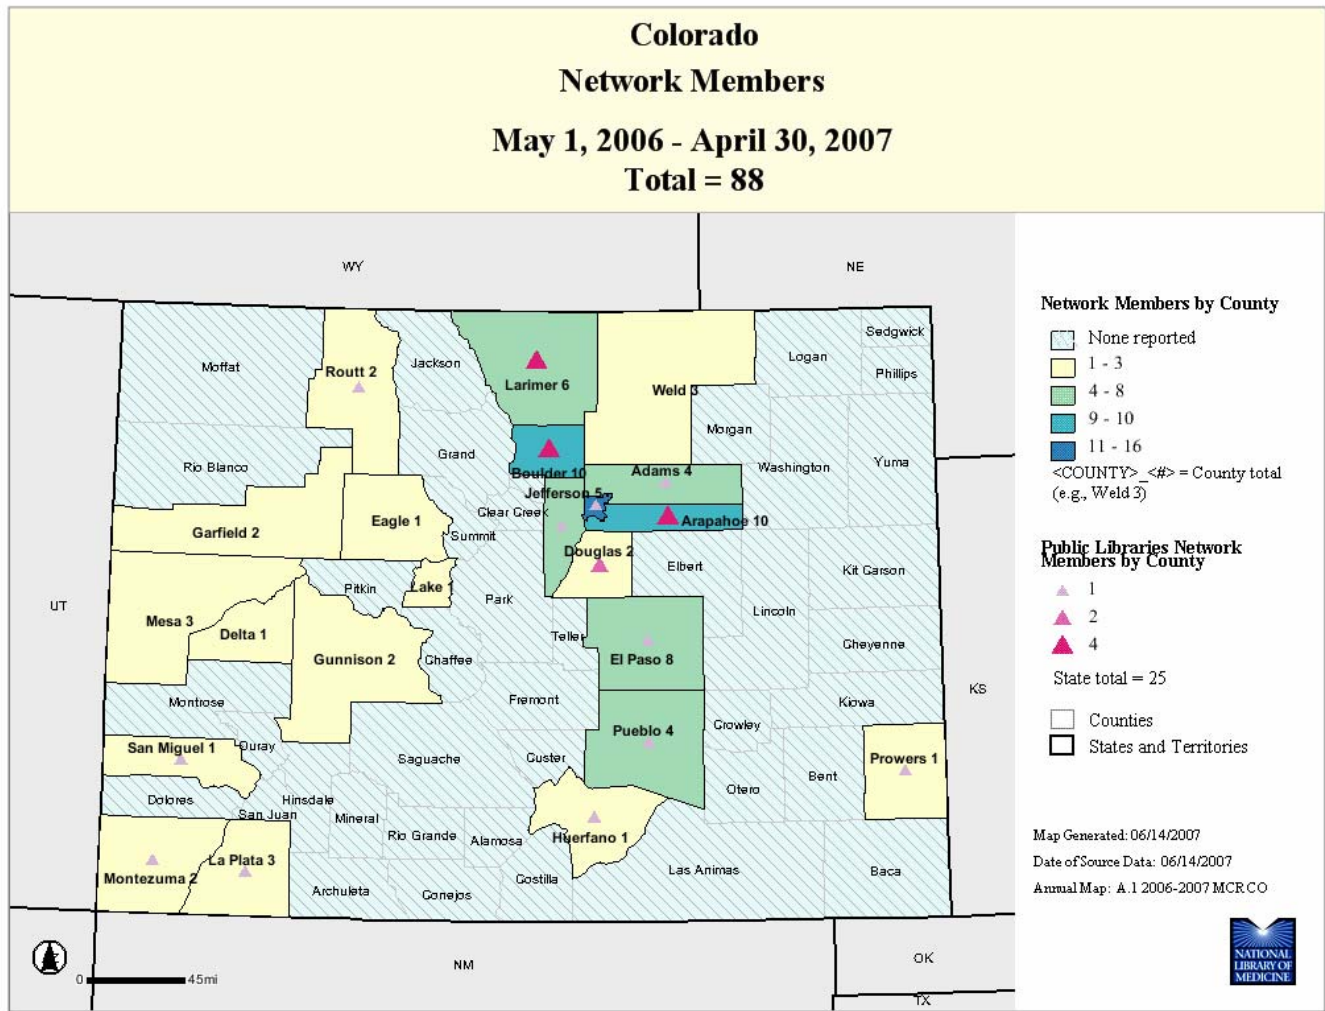 Colorado
Network Members
May 1, 2006 - April 30, 2007
Total = 88
WY
NE
Moffat
Routt 2
Jackson
Larimer 6
Weld 3
Logan
Sedgwick
Phillips
Rio Blanco
Grand
Boulder 10
Morgan
Washington
Yuma
Adams 4
Jefferson 5
Clear Creek
Arapahoe 10
Garfield 2
Eagle 1
Summit
Douglas 2
Elbert
Kit Carson
UT
Pitkin
Lake 1
Park
Lincoln
Mesa 3
Delta 1
Gunnison 2
Chaffee
Teller
El Paso 8
Cheyenne
KS
Montrose
Fremont
Pueblo 4
Crowley
Kiowa
San Miguel 1
Ouray
Saguache
Custer
Prowers 1
Dolores
Hinsdale
San Juan
Mineral
Otero
Bent
Rio Grande
Alamosa
Huerfano 1
Montezuma 2
La Plata 3
Archuleta
Conejos
Costilla
Las Animas
Baca
0
45mi
NM
OK
TX
Network Members by County
None reported
1 - 3
4 - 8
9 - 10
11 - 16
<COUNTY>_<#> = County total
(e.g., Weld 3)
Public Libraries Network
Members by County
1
2
4
State total = 25
Counties
States and Territories
Map Generated: 06/14/2007
Date of Source Data: 06/14/2007
Annual Map: A.1 2006-2007 MCR CO
NATIONAL
LIBRARY OF
MEDICINE